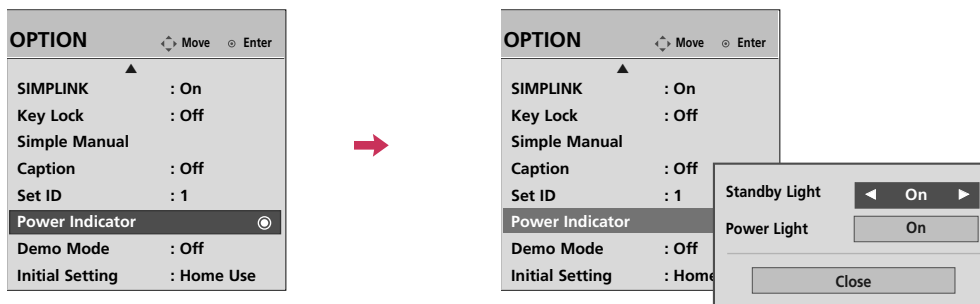 OPTION Move Enter
SIMPLINK : On
Key Lock : Off
Simple Manual
Caption : Off
Set ID : 1
Power Indicator
Demo Mode : Off
Initial Setting : Home Use
OPTION Move Enter
SIMPLINK : On
Key Lock : Off
Simple Manual
Caption : Off
Set ID : 1
Power Indicator
Demo Mode : Off
Initial Setting : Home
Standby Light ◀ On ▶
Power Light On
Close